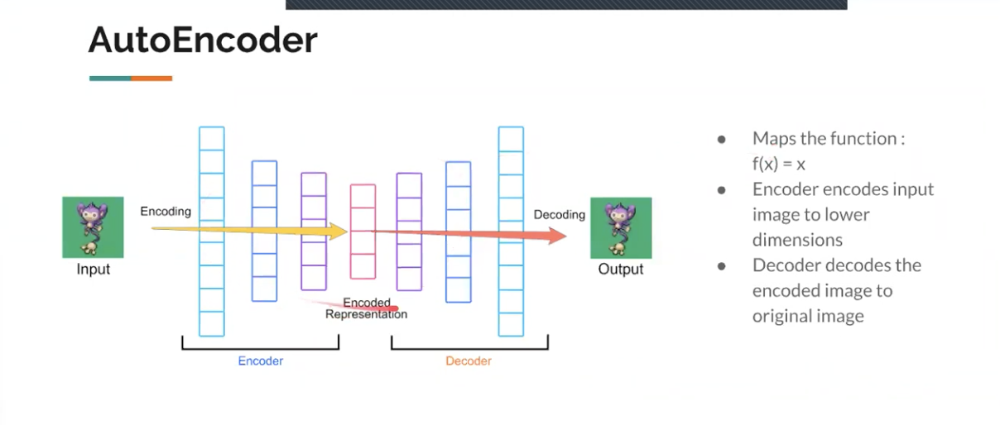 AutoEncoder
Encoding
Decoding
Input
Output
Encoded
Representation
Encoder
Decoder
● Maps the function :
f(x) = x
● Encoder encodes input
image to lower
dimensions
● Decoder decodes the
encoded image to
original image